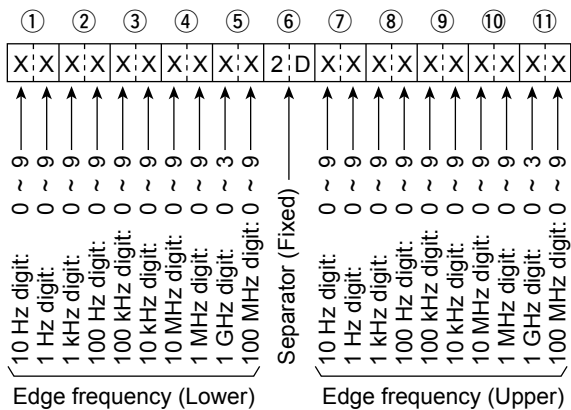 ① ② ③ ④ ⑤ ⑥ ⑦ ⑧ ⑨ ⑩ ⑪
X X X X X X X X X X 2 D X X X X X X X X X X
10 Hz digit: 0 ~ 9
1 Hz digit: 0 ~ 9
1 kHz digit: 0 ~ 9
100 Hz digit: 0 ~ 9
100 kHz digit: 0 ~ 9
10 kHz digit: 0 ~ 9
10 MHz digit: 0 ~ 9
1 MHz digit: 0 ~ 9
1 GHz digit: 0 ~ 3
100 MHz digit: 0 ~ 9
Separator (Fixed)
10 Hz digit: 0 ~ 9
1 Hz digit: 0 ~ 9
1 kHz digit: 0 ~ 9
100 Hz digit: 0 ~ 9
100 kHz digit: 0 ~ 9
10 kHz digit: 0 ~ 9
10 MHz digit: 0 ~ 9
1 MHz digit: 0 ~ 9
1 GHz digit: 0 ~ 3
100 MHz digit: 0 ~ 9
Edge frequency (Lower)
Edge frequency (Upper)